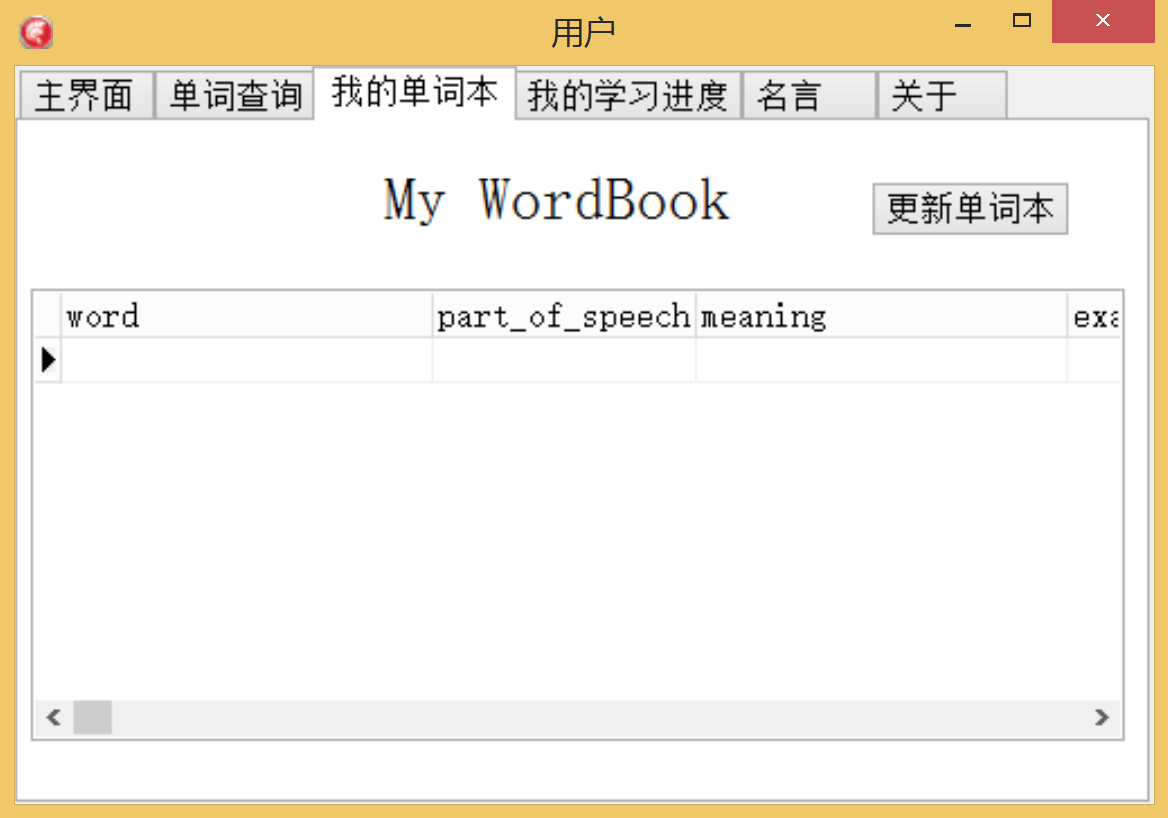 用户
主界面 单词查询 我的单词本 我的学习进度 名言 关于
My WordBook 更新单词本
word part_of_speech meaning exa